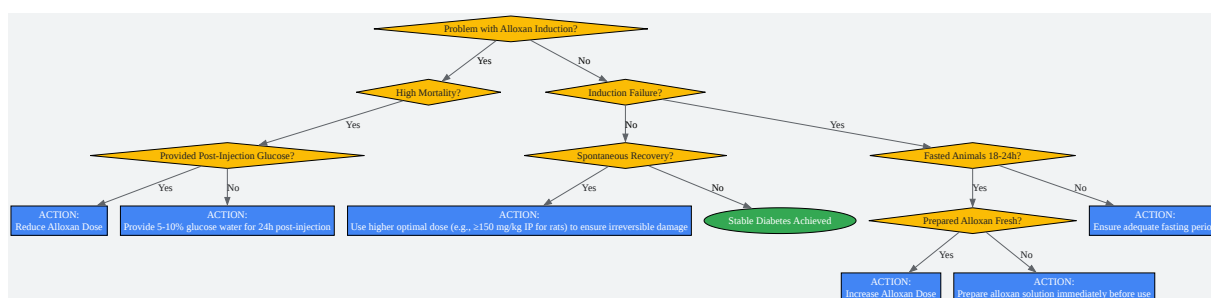 Problem with Alloxan Induction?
Yes
No
High Mortality?
Induction Failure?
Yes
No
Yes
Provided Post-Injection Glucose?
Spontaneous Recovery?
Fasted Animals 18-24h?
Yes
No
Yes
No
Yes
No
ACTION:
Reduce Alloxan Dose
ACTION:
Provide 5-10% glucose water for 24h post-injection
ACTION:
Use higher optimal dose (e.g., ≥150 mg/kg IP for rats) to ensure irreversible damage
Stable Diabetes Achieved
Prepared Alloxan Fresh?
ACTION:
Ensure adequate fasting perio
Yes
No
ACTION:
Increase Alloxan Dose
ACTION:
Prepare alloxan solution immediately before use